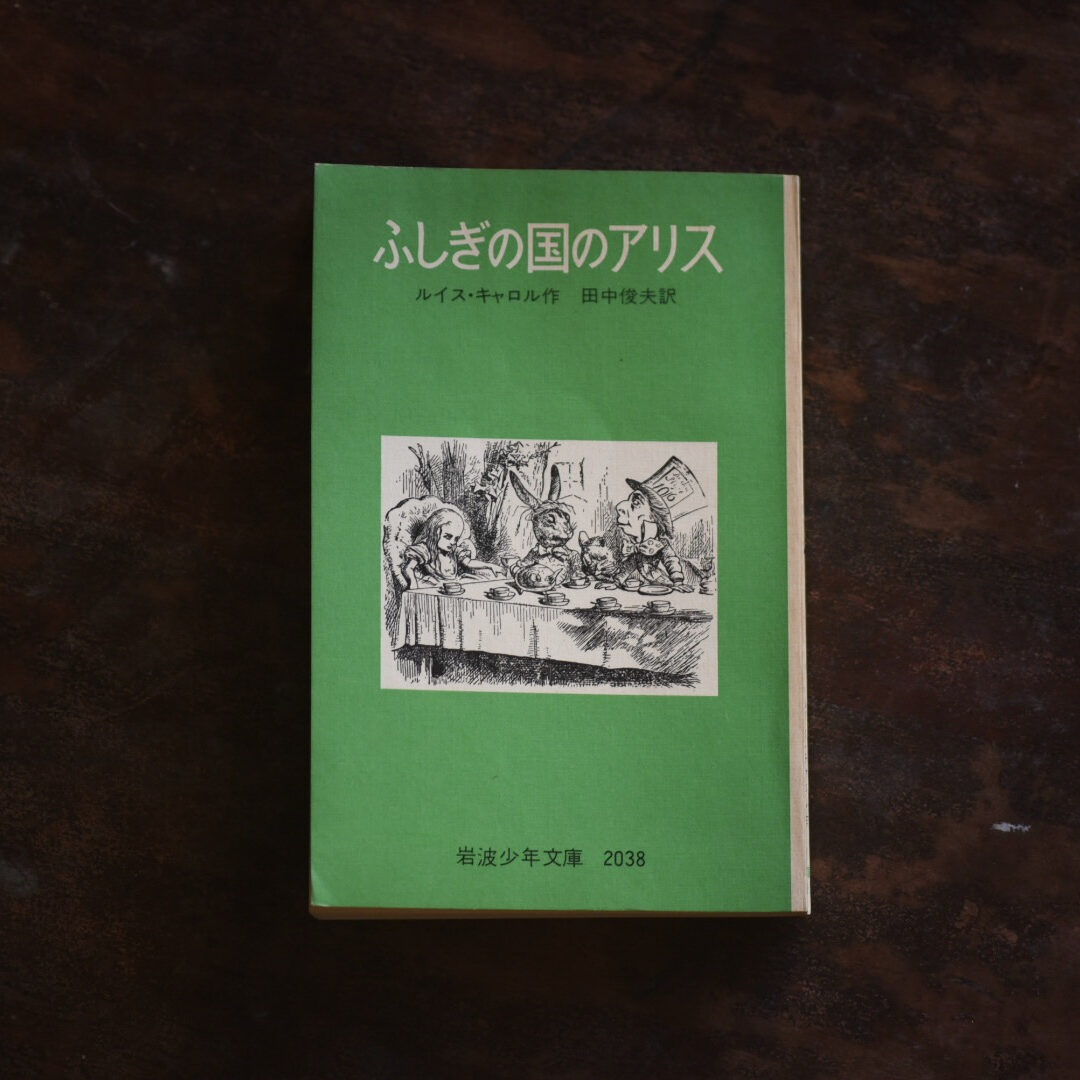 ふしぎの国のアリス
ルイス・キャロル作　田中俊夫訳
岩波少年文庫　2038